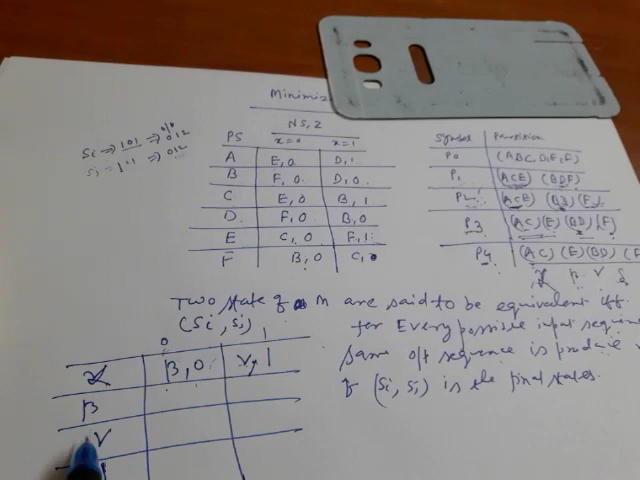 Minimiz
NS, Z
PS x=0 x=1
A E,0 D,1
B F,0 D,0
C E,0 B,1
D F,0 B,0
E C,0 F,1
F B,0 C,0
Symbol Partition
P0 (ABC,D,E,F)
P1 (ACE) (BDF)
P2 (ACE) (BD) (F)
P3 (AC) (E) (BD) (F)
P4 (AC) (E) (BD) (F
α β γ δ
Si → 101 → 012
Sj → 101 → 012
Two state of m are said to be equivalent iff
(Si, Sj) for Every possible input sequence
same o/p sequence is produce
if (Si, Sj) is the final states.
0 1
α β,0 γ,1
β
γ